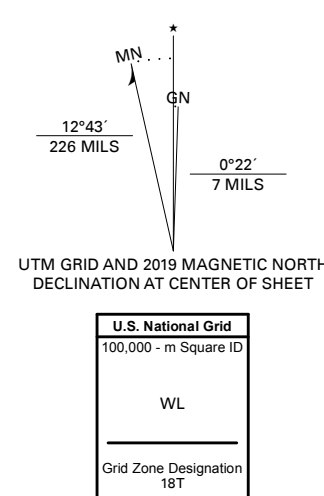 ★
MN
GN
12°43´
226 MILS
0°22´
7 MILS
UTM GRID AND 2019 MAGNETIC NORTH
DECLINATION AT CENTER OF SHEET
U.S. National Grid
100,000 - m Square ID
WL
Grid Zone Designation
18T